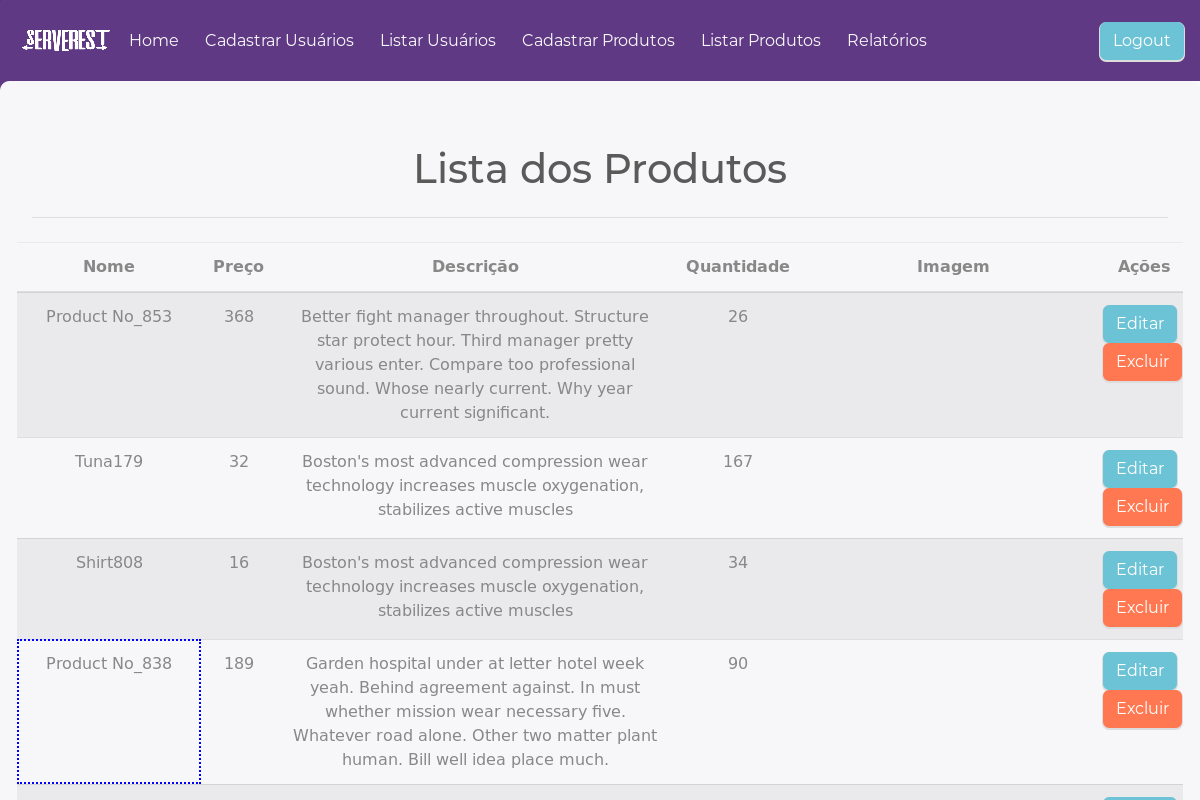 SERVEREST Home Cadastrar Usuários Listar Usuários Cadastrar Produtos Listar Produtos Relatórios Logout
Lista dos Produtos
Nome Preço Descrição Quantidade Imagem Ações
Product No_853 368 Better fight manager throughout. Structure 26 Editar
star protect hour. Third manager pretty
various enter. Compare too professional Excluir
sound. Whose nearly current. Why year
current significant.
Tuna179 32 Boston's most advanced compression wear 167 Editar
technology increases muscle oxygenation,
stabilizes active muscles Excluir
Shirt808 16 Boston's most advanced compression wear 34 Editar
technology increases muscle oxygenation,
stabilizes active muscles Excluir
Product No_838 189 Garden hospital under at letter hotel week 90 Editar
yeah. Behind agreement against. In must
whether mission wear necessary five. Excluir
Whatever road alone. Other two matter plant
human. Bill well idea place much.